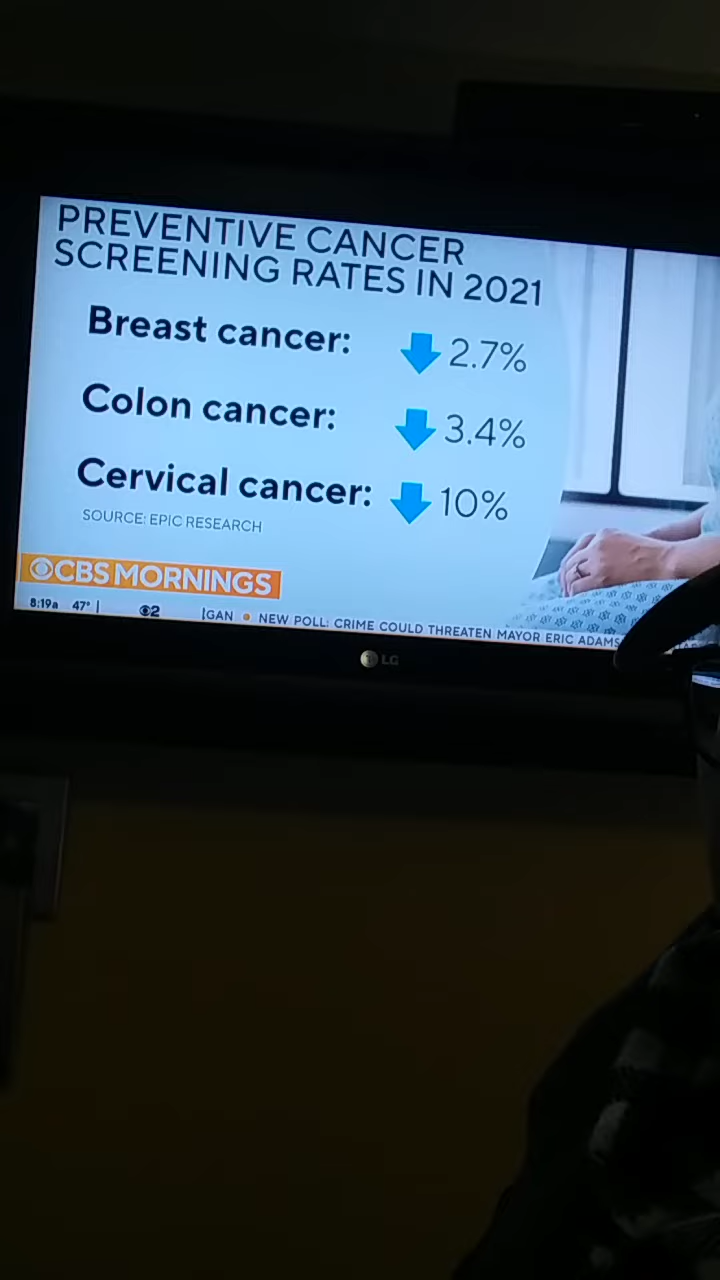 PREVENTIVE CANCER
SCREENING RATES IN 2021
Breast cancer: 2.7%
Colon cancer: 3.4%
Cervical cancer: 10%
SOURCE: EPIC RESEARCH
CBS MORNINGS
8:19a 47° | 2 IGAN • NEW POLL: CRIME COULD THREATEN MAYOR ERIC ADAMS
LG